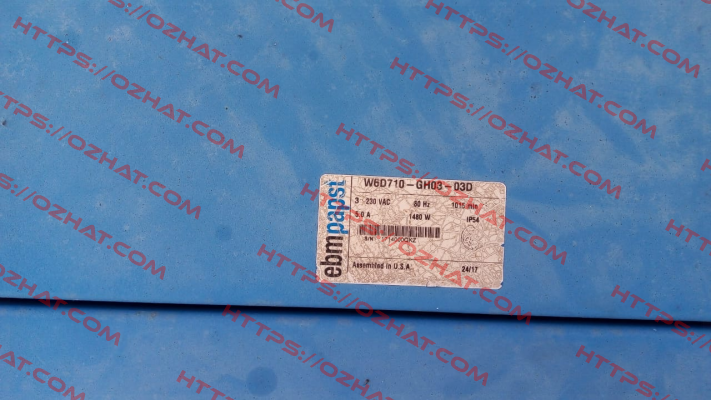 W6D710-GH03-03D
3 230 VAC 60 Hz 1015 min
5.0 A 1480 W IP54
S/N
Assembled in U.S.A. 24/17
ebmpapst
HTTPS://OZHAT.COM